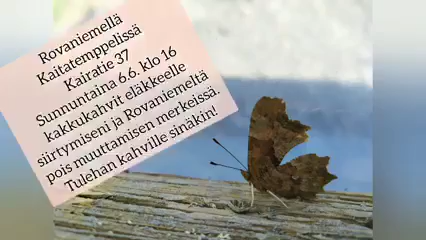 Rovaniemellä
Kaitatemppelissä
Kairatie 37
Sunnuntaina 6.6. klo 16
kakkukahvit eläkkeelle
siirtymiseni ja Rovaniemeltä
pois muuttamisen merkeissä.
Tulehan kahville sinäkin!